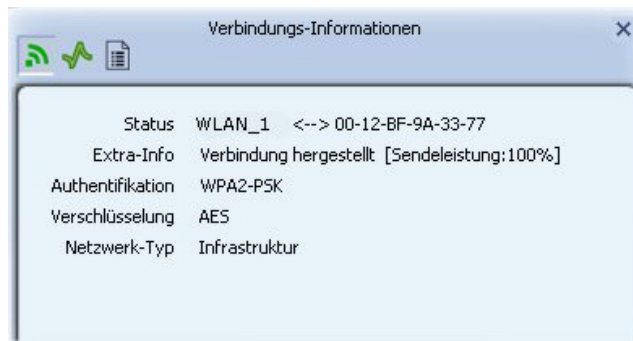 Verbindungs-Informationen
Status WLAN_1 <--> 00-12-BF-9A-33-77
Extra-Info Verbindung hergestellt [Sendeleistung:100%]
Authentifikation WPA2-PSK
Verschlüsselung AES
Netzwerk-Typ Infrastruktur